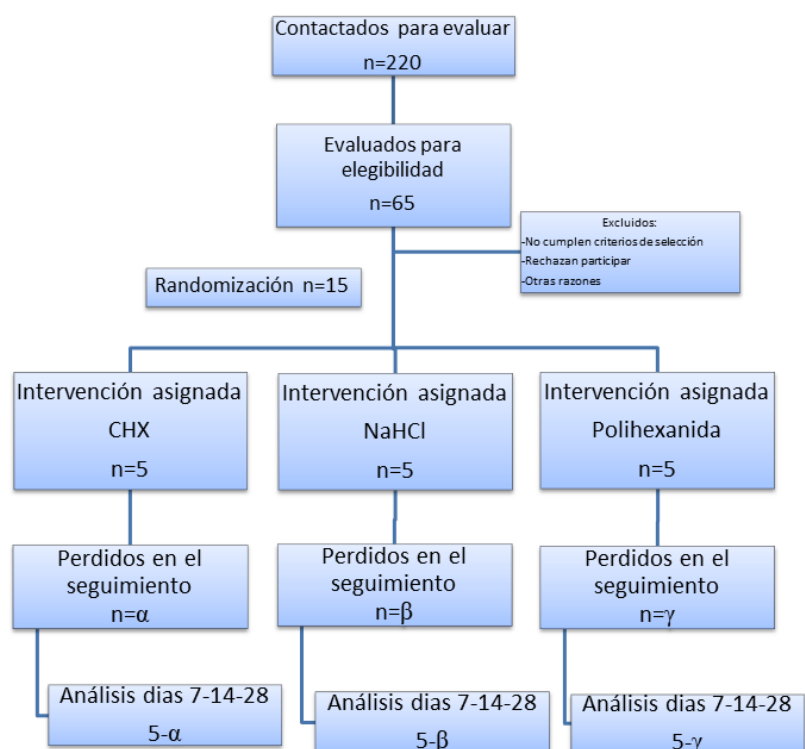 Contactados para evaluar
n=220
Evaluados para
elegibilidad
n=65
Excluidos:
-No cumplen criterios de selección
-Rechazan participar
-Otras razones
Randomización n=15
Intervención asignada
CHX
n=5
Intervención asignada
NaHCl
n=5
Intervención asignada
Polihexanida
n=5
Perdidos en el
seguimiento
n=α
Perdidos en el
seguimiento
n=β
Perdidos en el
seguimiento
n=γ
Análisis dias 7-14-28
5-α
Análisis dias 7-14-28
5-β
Análisis dias 7-14-28
5-γ